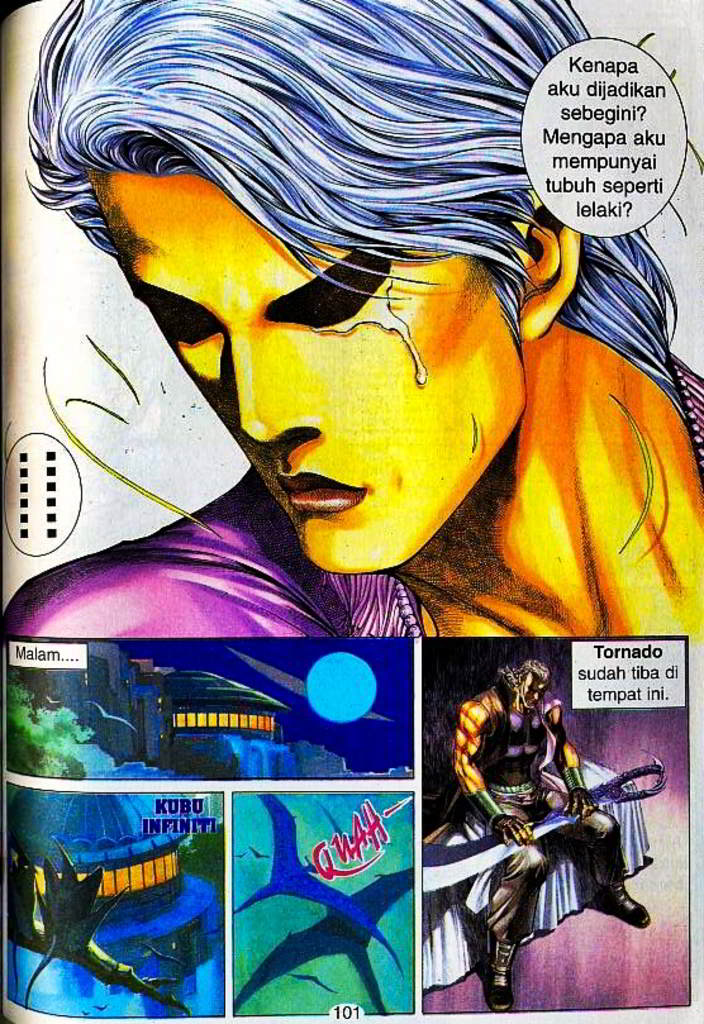 Kenapa
aku dijadikan
sebegini?
Mengapa aku
mempunyai
tubuh seperti
lelaki?
Malam....
Tornado
sudah tiba di
tempat ini.
KUBU
INFINITI
QUAH
101